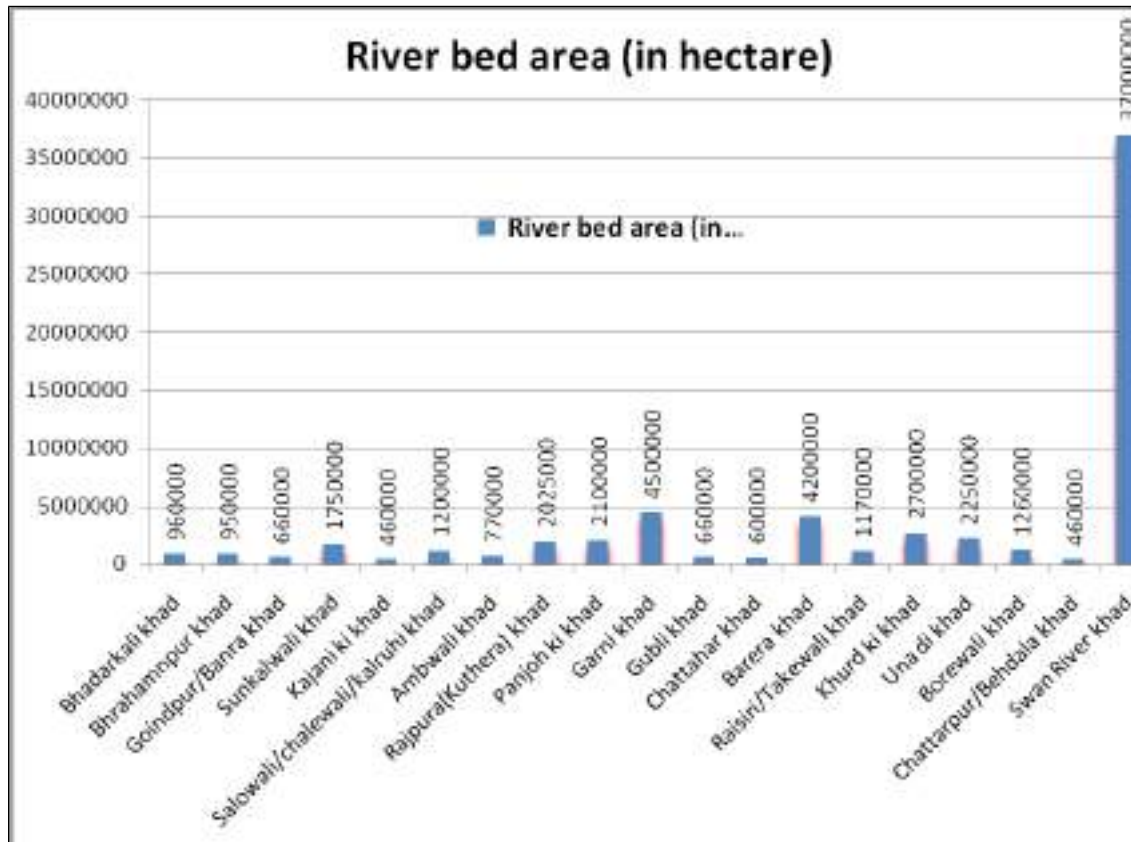 River bed area (in hectare)
40000000
35000000
30000000
25000000
20000000
15000000
10000000
5000000
0
River bed area (in...
960000
950000
660000
1750000
460000
1200000
770000
2025000
2100000
4500000
660000
600000
4200000
1170000
2700000
2250000
1260000
460000
37000000
Bhadarkali khad
Bhrahamnpur khad
Goindpur/Banra khad
Sunkalwali khad
Kajani ki khad
Salowali/chalewali/kalruhi khad
Ambwali khad
Rajpura(Kuthera) khad
Panjoh ki khad
Garni khad
Gubli khad
Chattahar khad
Barera khad
Raisiri/Takewali khad
Khurd ki khad
Una di khad
Borewali khad
Chattarpur/Behdala khad
Swan River khad